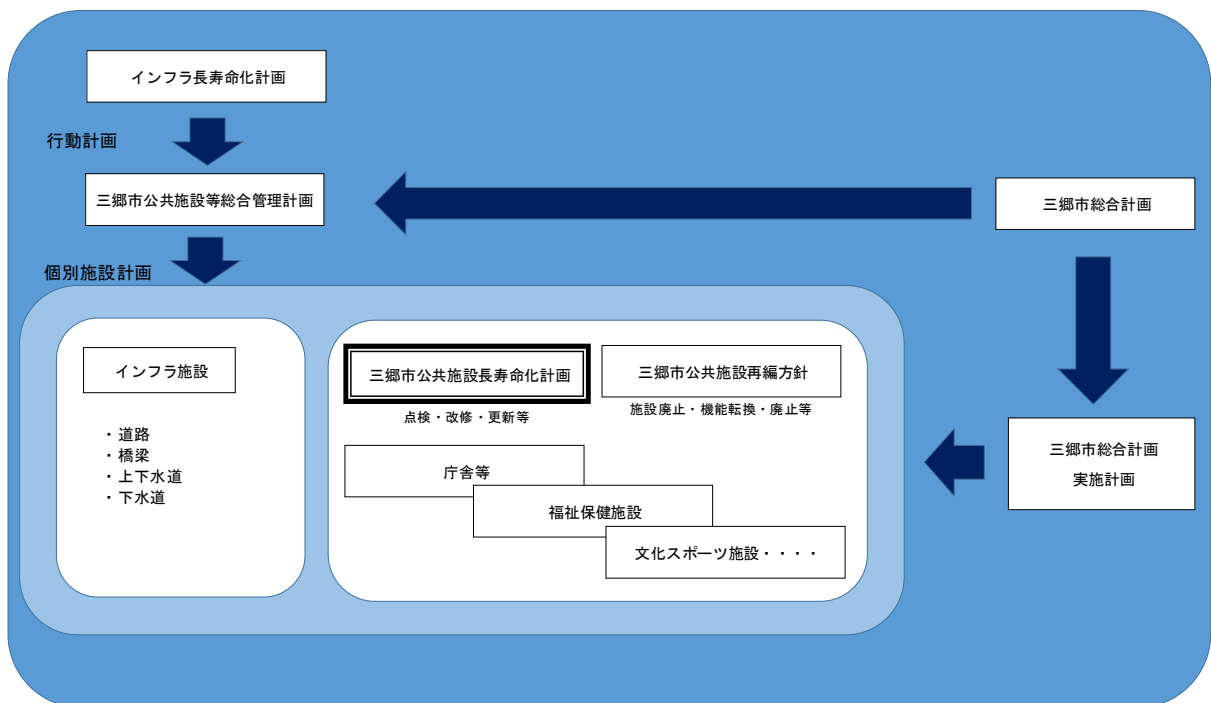 インフラ長寿命化計画
行動計画
三郷市公共施設等総合管理計画
三郷市総合計画
個別施設計画
インフラ施設
・道路
・橋梁
・上下水道
・下水道
三郷市公共施設長寿命化計画
点検・改修・更新等
三郷市公共施設再編方針
施設廃止・機能転換・廃止等
庁舎等
福祉保健施設
文化スポーツ施設・・・・
三郷市総合計画
実施計画